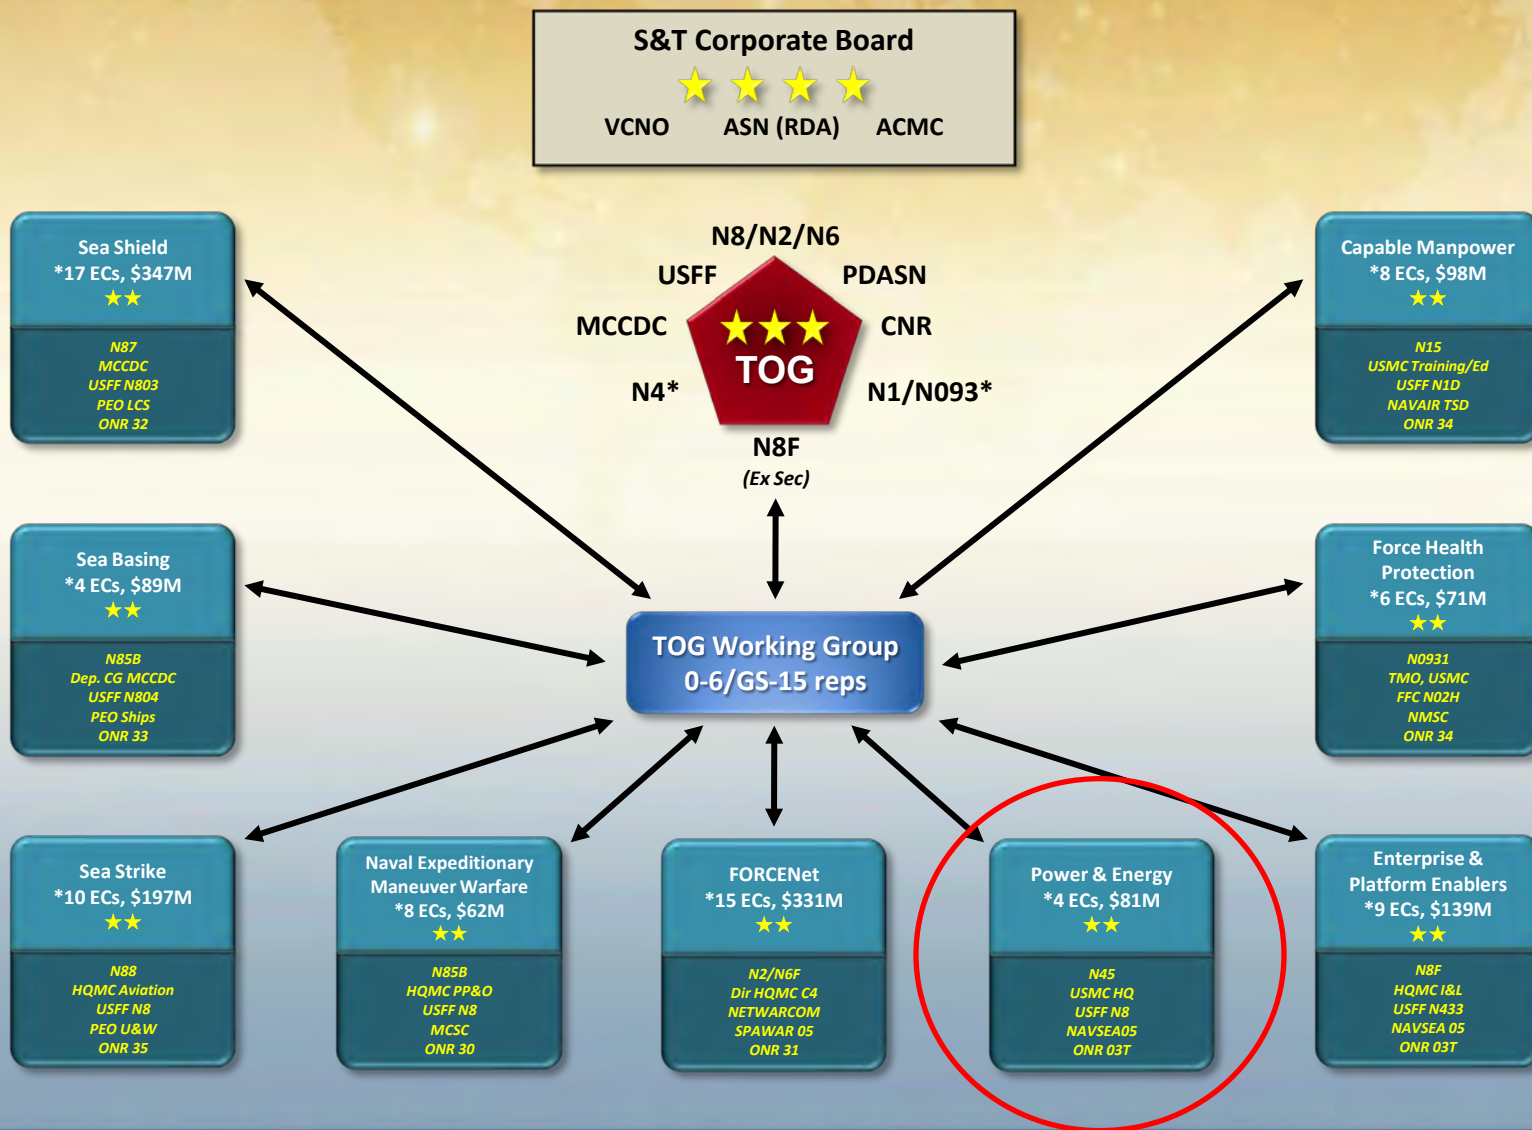 S&T Corporate Board
VCNO ASN (RDA) ACMC
N8/N2/N6
USFF PDASN
MCCDC CNR
TOG
N4* N1/N093*
N8F
(Ex Sec)
Sea Shield
*17 ECs, $347M
N87
MCCDC
USFF N803
PEO LCS
ONR 32
Capable Manpower
*8 ECs, $98M
N15
USMC Training/Ed
USFF N1D
NAVAIR TSD
ONR 34
Sea Basing
*4 ECs, $89M
N85B
Dep. CG MCCDC
USFF N804
PEO Ships
ONR 33
TOG Working Group
0-6/GS-15 reps
Force Health
Protection
*6 ECs, $71M
N0931
TMO, USMC
FFC N02H
NMSC
ONR 34
Sea Strike
*10 ECs, $197M
N88
HQMC Aviation
USFF N8
PEO U&W
ONR 35
Naval Expeditionary
Maneuver Warfare
*8 ECs, $62M
N85B
HQMC PP&O
USFF N8
MCSC
ONR 30
FORCENet
*15 ECs, $331M
N2/N6F
Dir HQMC C4
NETWARCOM
SPAWAR 05
ONR 31
Power & Energy
*4 ECs, $81M
N45
USMC HQ
USFF N8
NAVSEA05
ONR 03T
Enterprise &
Platform Enablers
*9 ECs, $139M
N8F
HQMC I&L
USFF N433
NAVSEA 05
ONR 03T